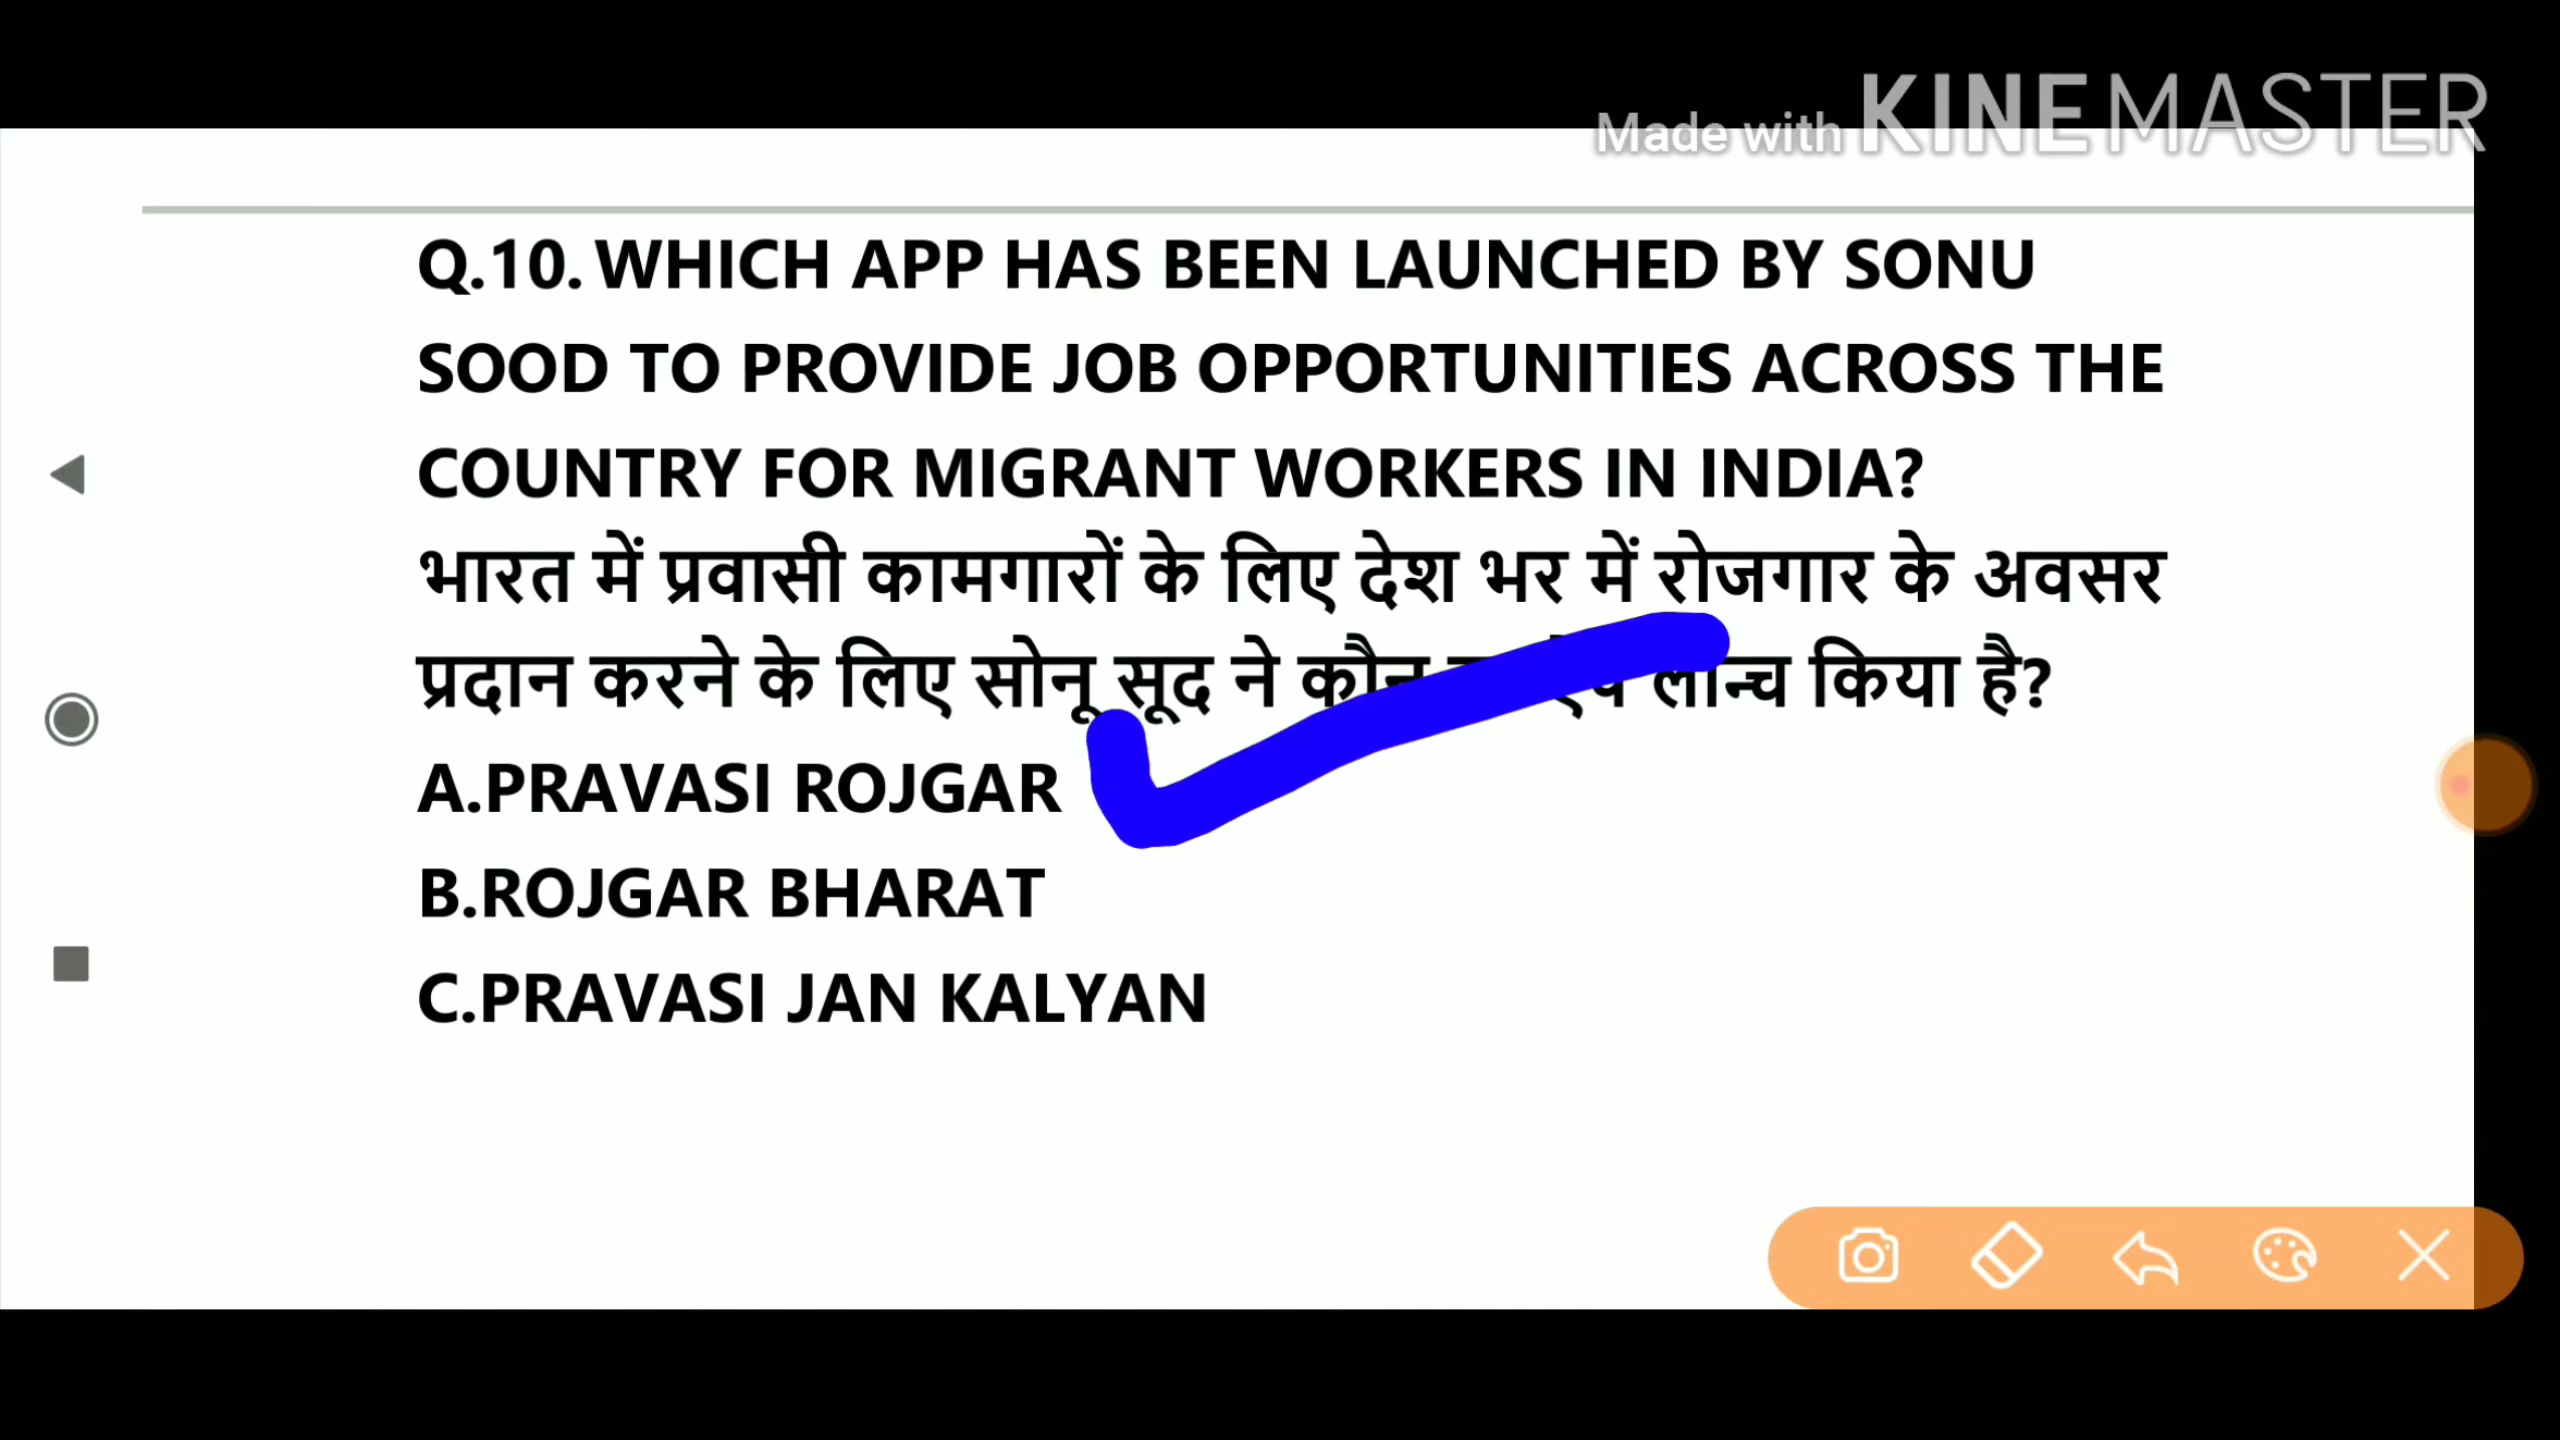 Made with KINEMASTER
Q.10. WHICH APP HAS BEEN LAUNCHED BY SONU
SOOD TO PROVIDE JOB OPPORTUNITIES ACROSS THE
COUNTRY FOR MIGRANT WORKERS IN INDIA?
भारत में प्रवासी कामगारों के लिए देश भर में रोजगार के अवसर
प्रदान करने के लिए सोनू सूद ने कौन लॉन्च किया है?
A.PRAVASI ROJGAR
B.ROJGAR BHARAT
C.PRAVASI JAN KALYAN